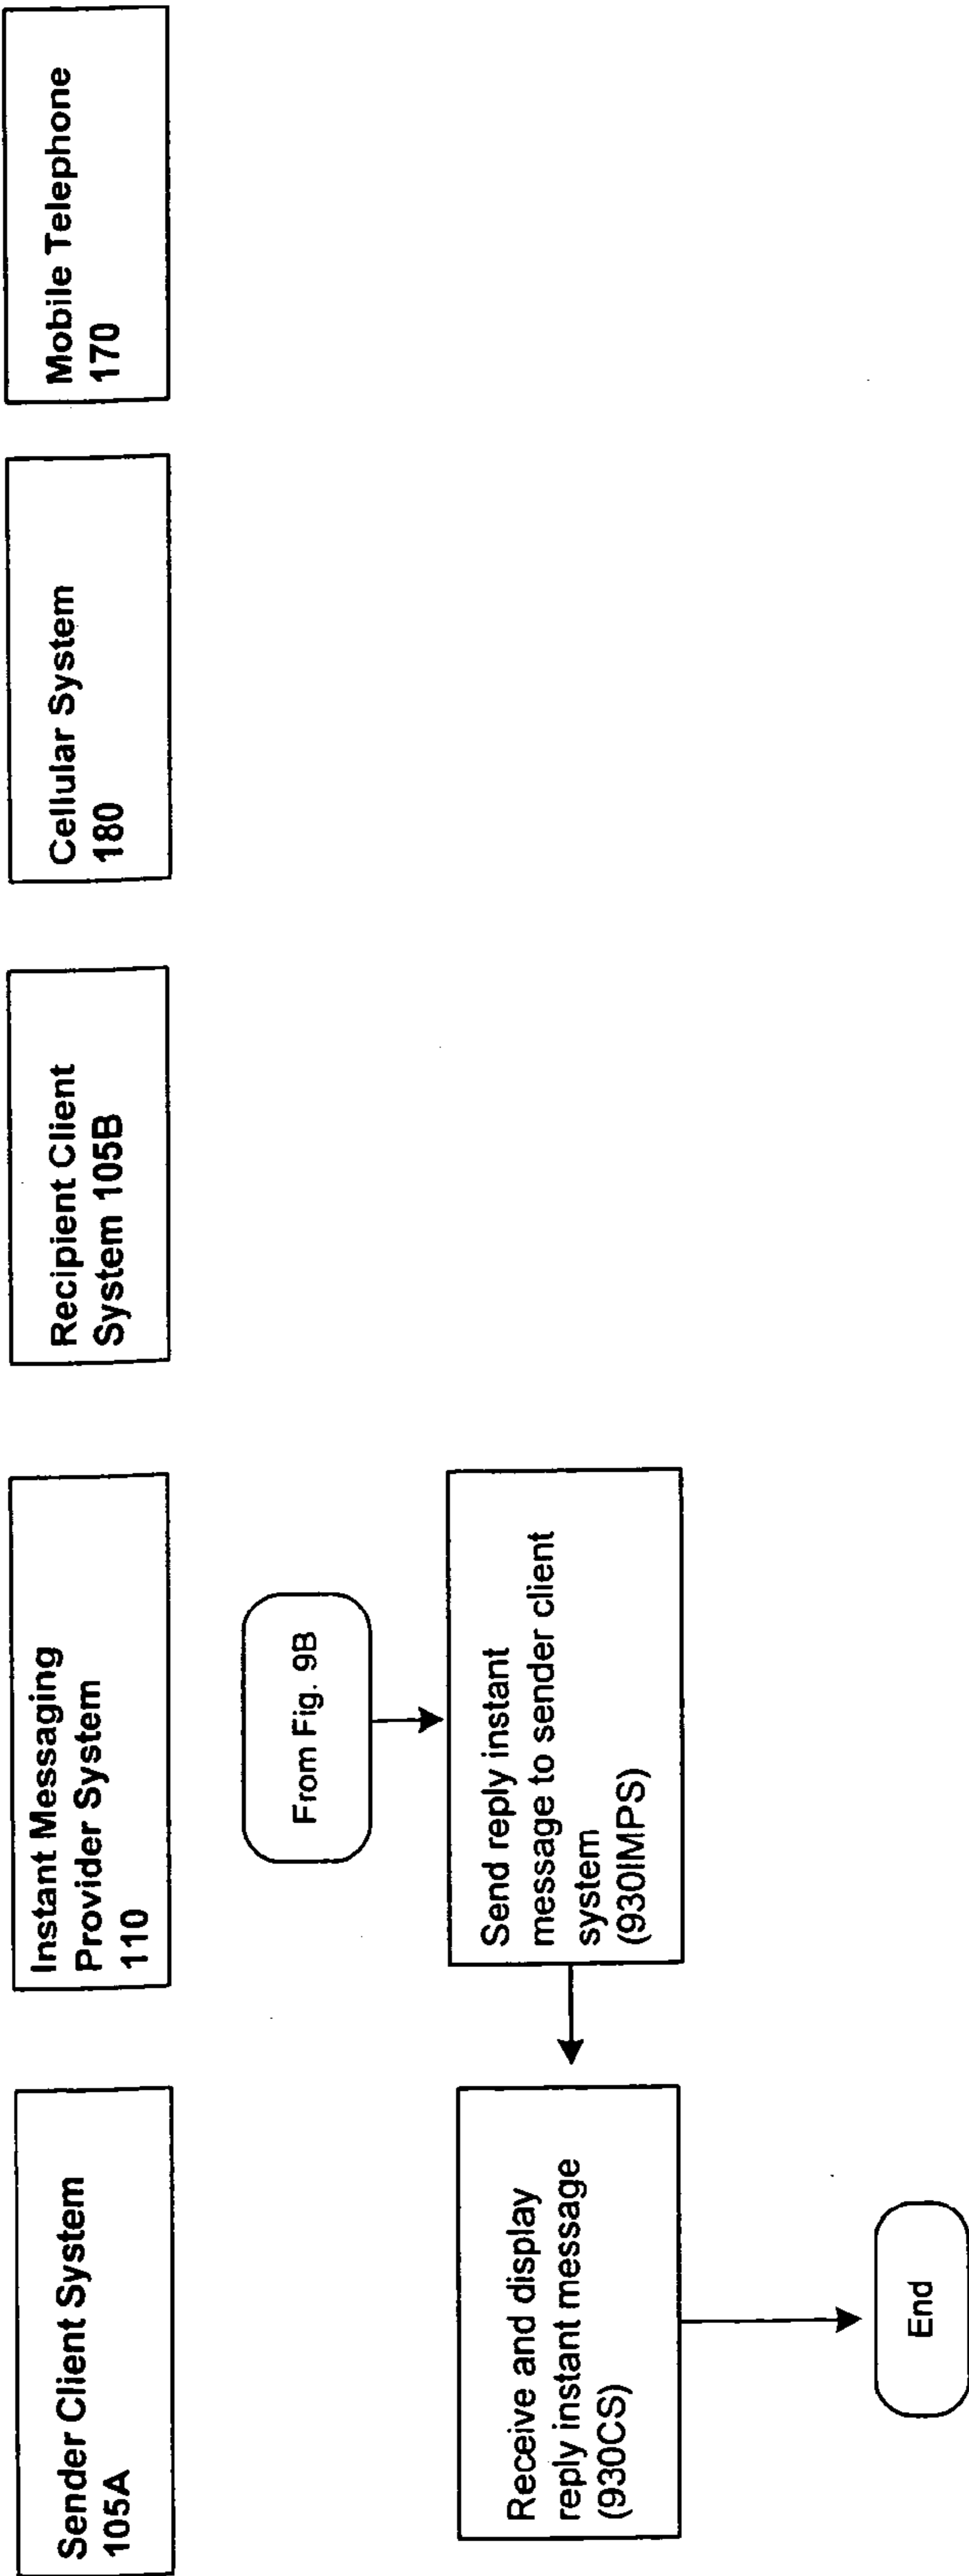 Sender Client System
105A
Instant Messaging
Provider System
110
Recipient Client
System 105B
Cellular System
180
Mobile Telephone
170
From Fig. 9B
Send reply instant
message to sender client
system
(930IMPS)
Receive and display
reply instant message
(930CS)
End